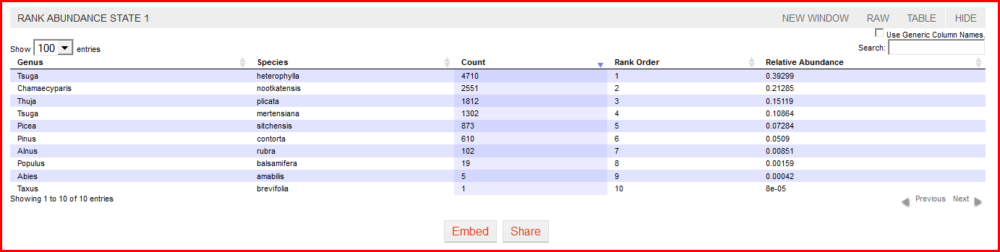 RANK ABUNDANCE STATE 1 NEW WINDOW RAW TABLE HIDE
Use Generic Column Names.
Show 100 entries Search:
Genus Species Count Rank Order Relative Abundance
Tsuga heterophylla 4710 1 0.39299
Chamaecyparis nootkatensis 2551 2 0.21285
Thuja plicata 1812 3 0.15119
Tsuga mertensiana 1302 4 0.10864
Picea sitchensis 873 5 0.07284
Pinus contorta 610 6 0.0509
Alnus rubra 102 7 0.00851
Populus balsamifera 19 8 0.00159
Abies amabilis 5 9 0.00042
Taxus brevifolia 1 10 8e-05
Showing 1 to 10 of 10 entries Previous Next
Embed Share